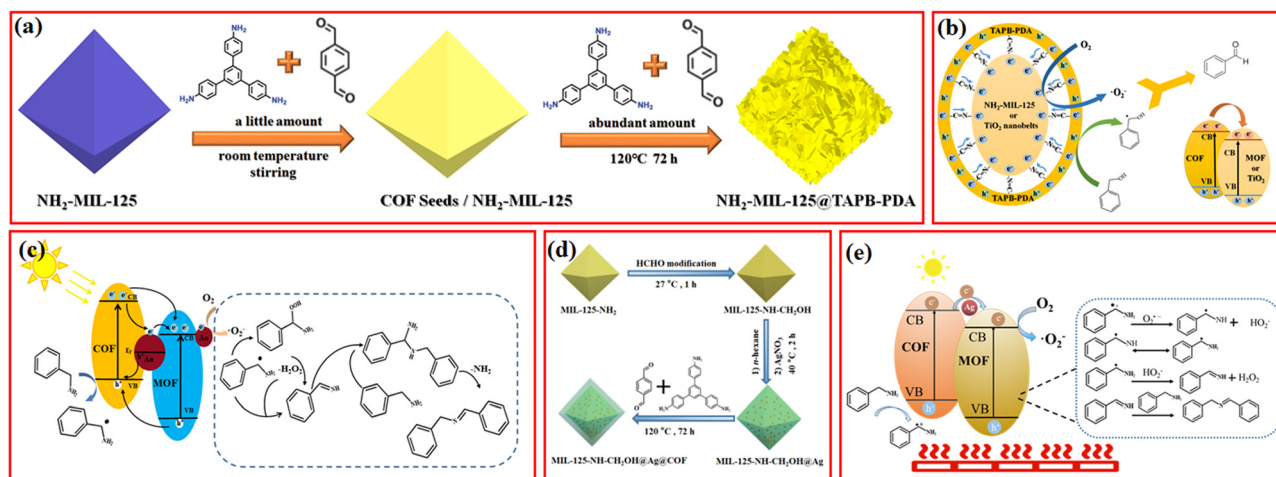 (a)
NH₂
H₂N
NH₂
CHO
a little amount
room temperature
stirring
NH₂-MIL-125
COF Seeds / NH₂-MIL-125
abundant amount
120°C 72 h
NH₂-MIL-125@TAPB-PDA
(b)
TAPB-PDA
NH₂-MIL-125
or
TiO₂ nanobelts
TAPB-PDA
O₂
·O₂⁻
H
CB
COF
VB
CB
MOF
or
TiO₂
VB
(c)
COF
CB
VB
Ef
Au
MOF
CB
VB
O₂
Au
·O₂⁻
-H₂O₂
-NH₃
(d)
MIL-125-NH₂
HCHO modification
27 °C , 1 h
MIL-125-NH-CH₂OH
1) n-hexane
2) AgNO₃
40 °C, 2 h
MIL-125-NH-CH₂OH@Ag
120 °C , 72 h
MIL-125-NH-CH₂OH@Ag@COF
(e)
CB
COF
VB
Ag
CB
MOF
VB
O₂
·O₂⁻
O₂·⁻
+ HO₂⁻
HO₂⁻
+ H₂O₂